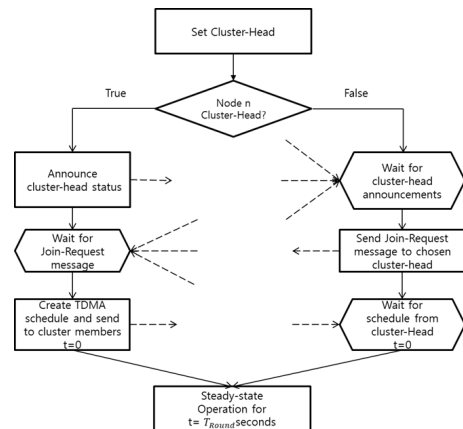 Set Cluster-Head
Node n
Cluster-Head?
True
False
Announce
cluster-head status
Wait for
cluster-head
announcements
Wait for
Join-Request
message
Send Join-Request
message to chosen
cluster-head
Create TDMA
schedule and send
to cluster members
t=0
Wait for
schedule from
cluster-Head
t=0
Steady-state
Operation for
t= T_Round seconds